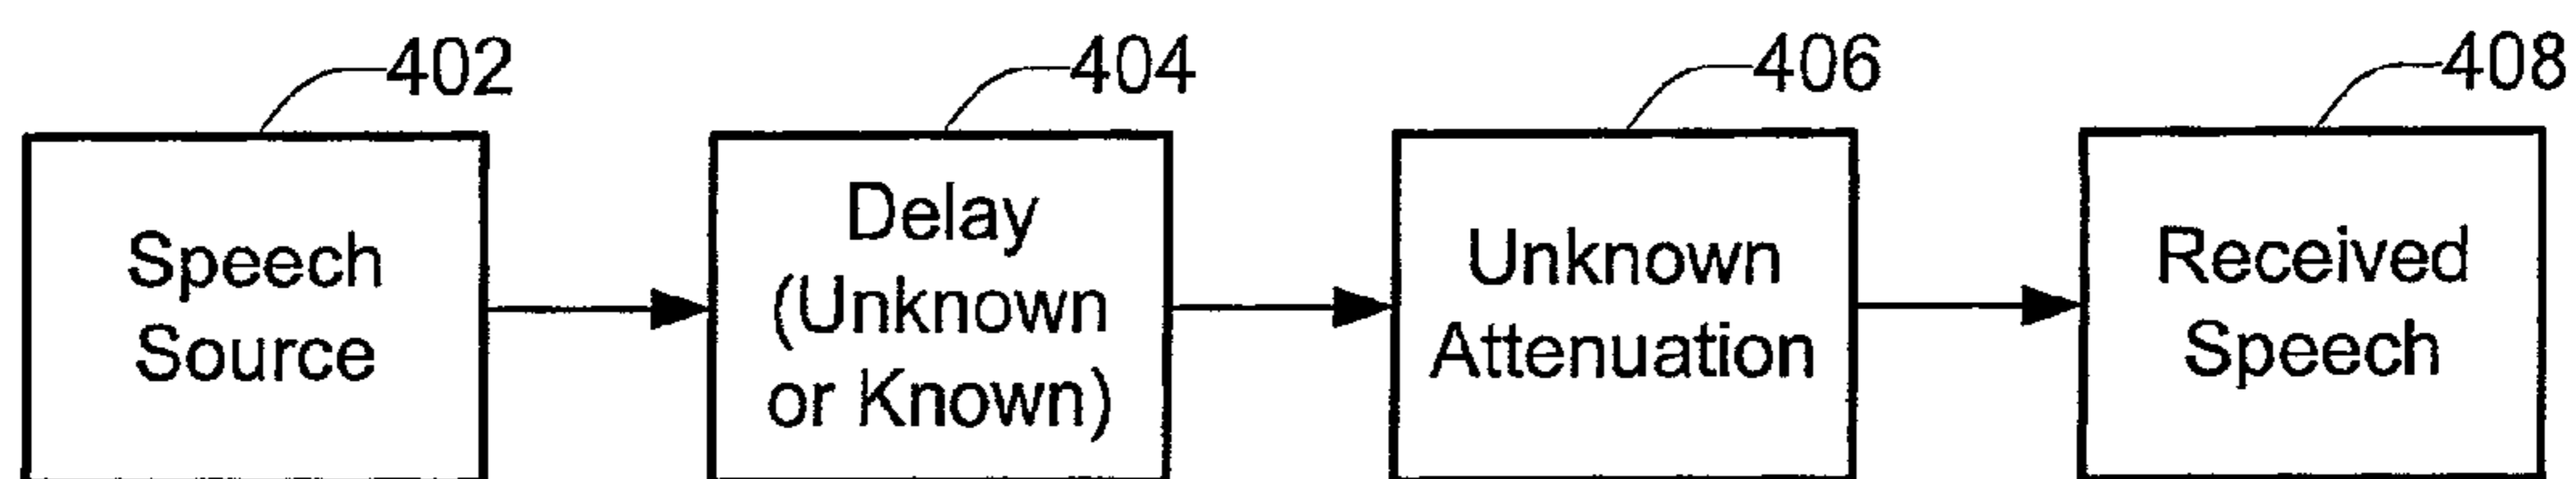 402
404
406
408
Speech
Source
Delay
(Unknown
or Known)
Unknown
Attenuation
Received
Speech